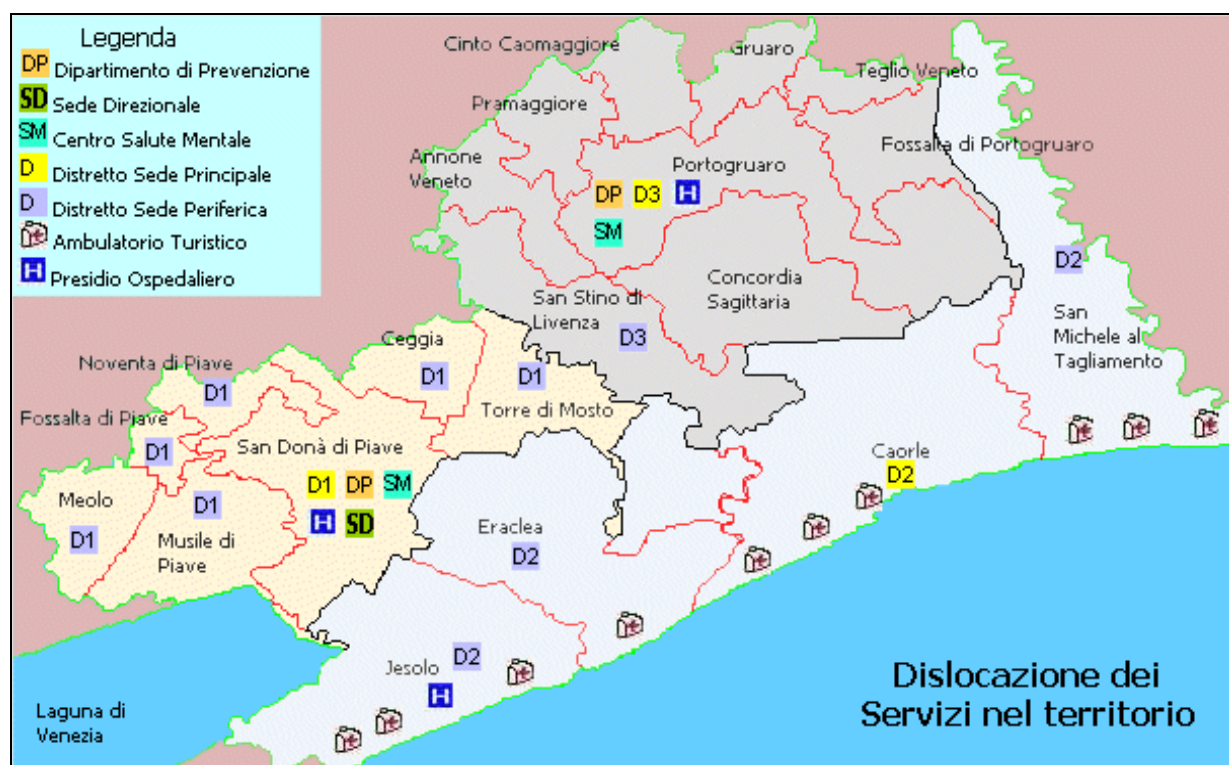 Legenda
DP Dipartimento di Prevenzione
SD Sede Direzionale
SM Centro Salute Mentale
D Distretto Sede Principale
D Distretto Sede Periferica
Ambulatorio Turistico
H Presidio Ospedaliero
Cinto Caomaggiore
Gruaro
Teglio Veneto
Pramaggiore
Annone
Veneto
Portogruaro
Fossalta di Portogruaro
DP D3 H
SM
D2
Concordia
Sagittaria
San Stino di
Livenza
D3
San
Michele al
Tagliamento
Ceggia
D1
Noventa di Piave
D1
D1
Torre di Mosto
Fossalta di Piave
D1
San Donà di Piave
D1 DP SM
H SD
Caorle
D2
Meolo
D1
D1
Musile di
Piave
Eraclea
D2
Jesolo
D2
H
Laguna di
Venezia
Dislocazione dei
Servizi nel territorio